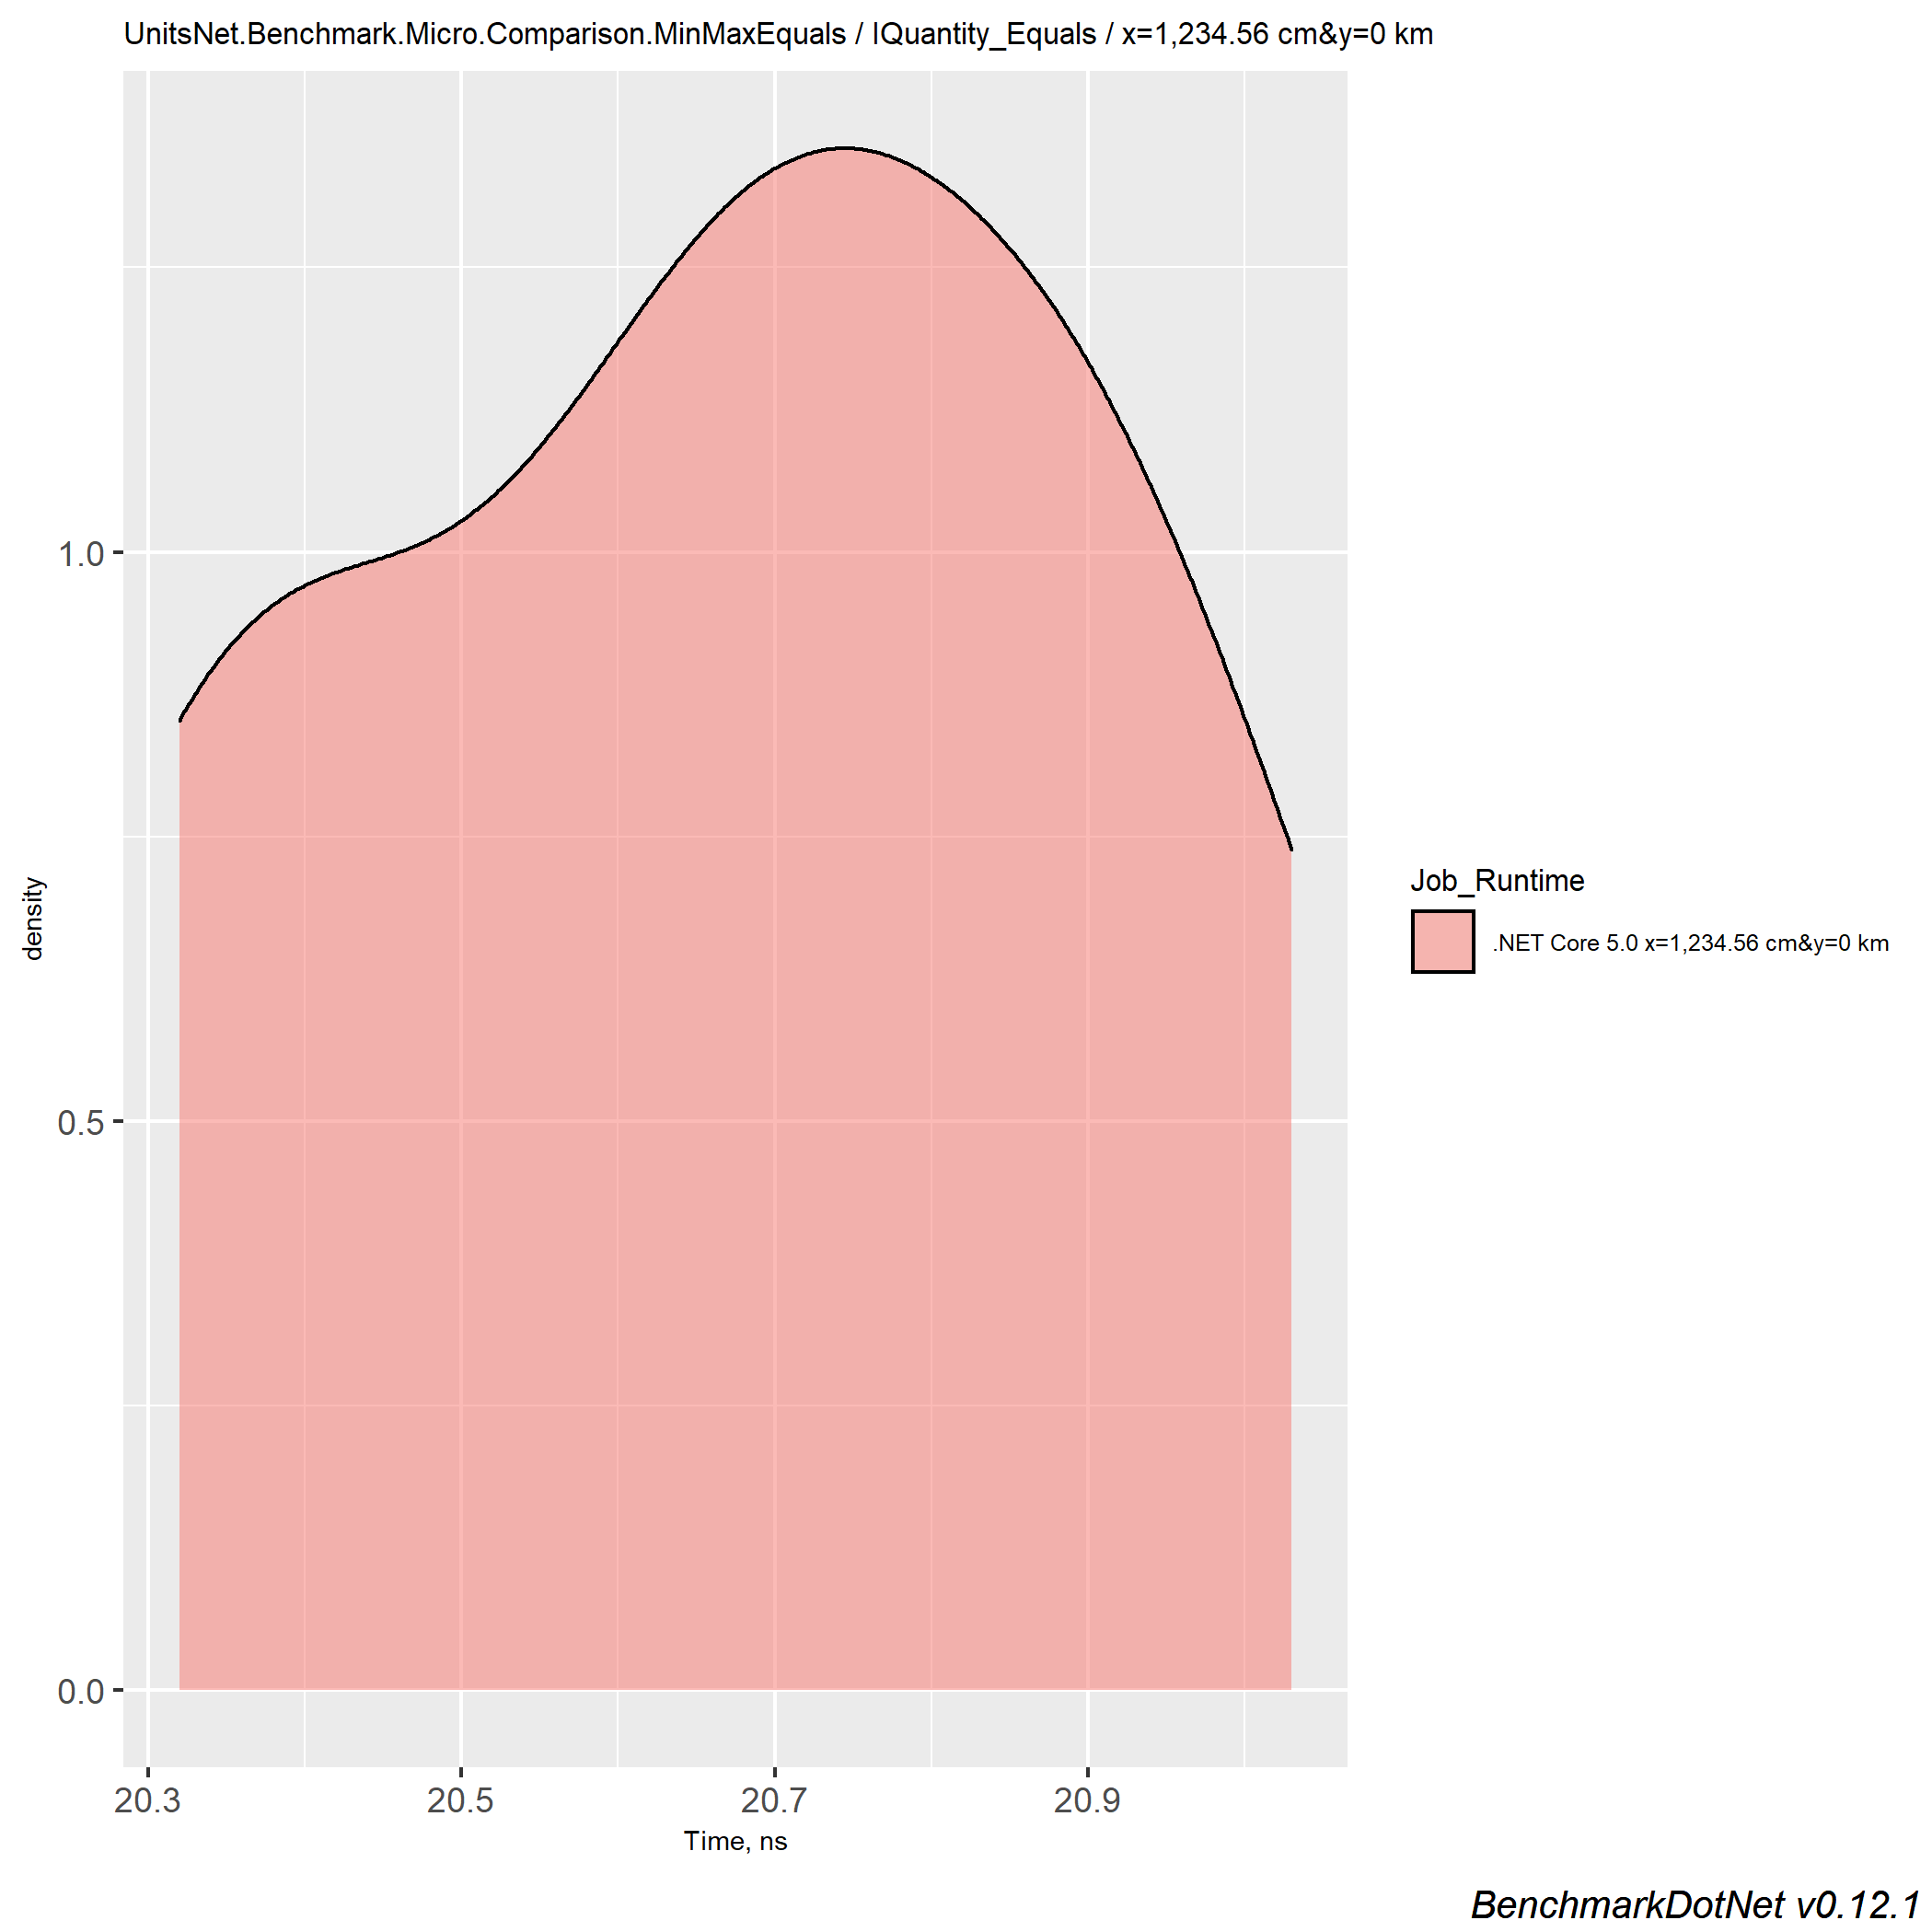 UnitsNet.Benchmark.Micro.Comparison.MinMaxEquals / IQuantity_Equals / x=1,234.56 cm&y=0 km
density
1.0
0.5
0.0
20.3
20.5
20.7
20.9
Time, ns
Job_Runtime
.NET Core 5.0 x=1,234.56 cm&y=0 km
BenchmarkDotNet v0.12.1